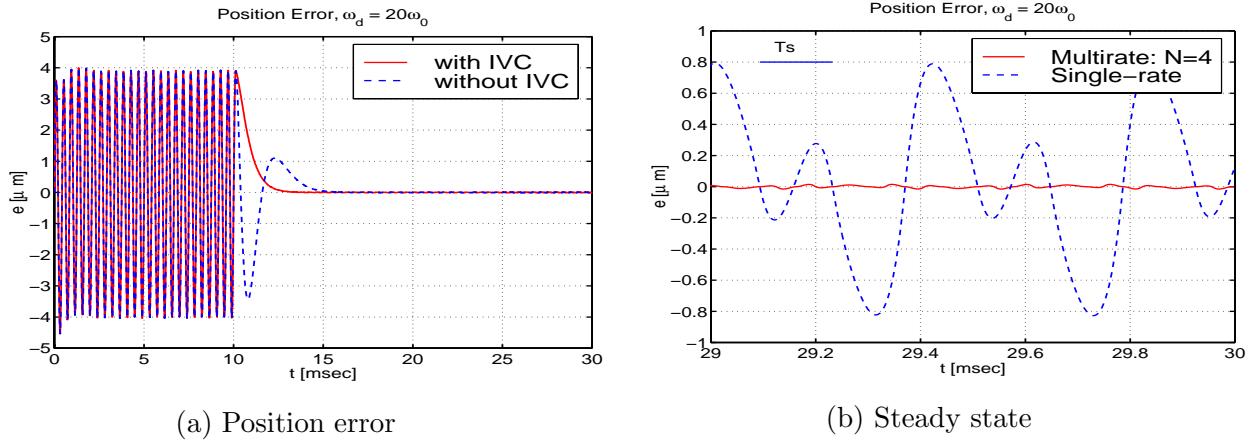 Position Error, ω_d = 20ω_0
5
4
3
2
1
0
−1
−2
−3
−4
−5
e [μ m]
with IVC
without IVC
0 5 10 15 20 25 30
t [msec]
(a) Position error
Position Error, ω_d = 20ω_0
1
0.8
0.6
0.4
0.2
0
−0.2
−0.4
−0.6
−0.8
−1
e [μ m]
Ts
Multirate: N=4
Single−rate
29 29.2 29.4 29.6 29.8 30
t [msec]
(b) Steady state